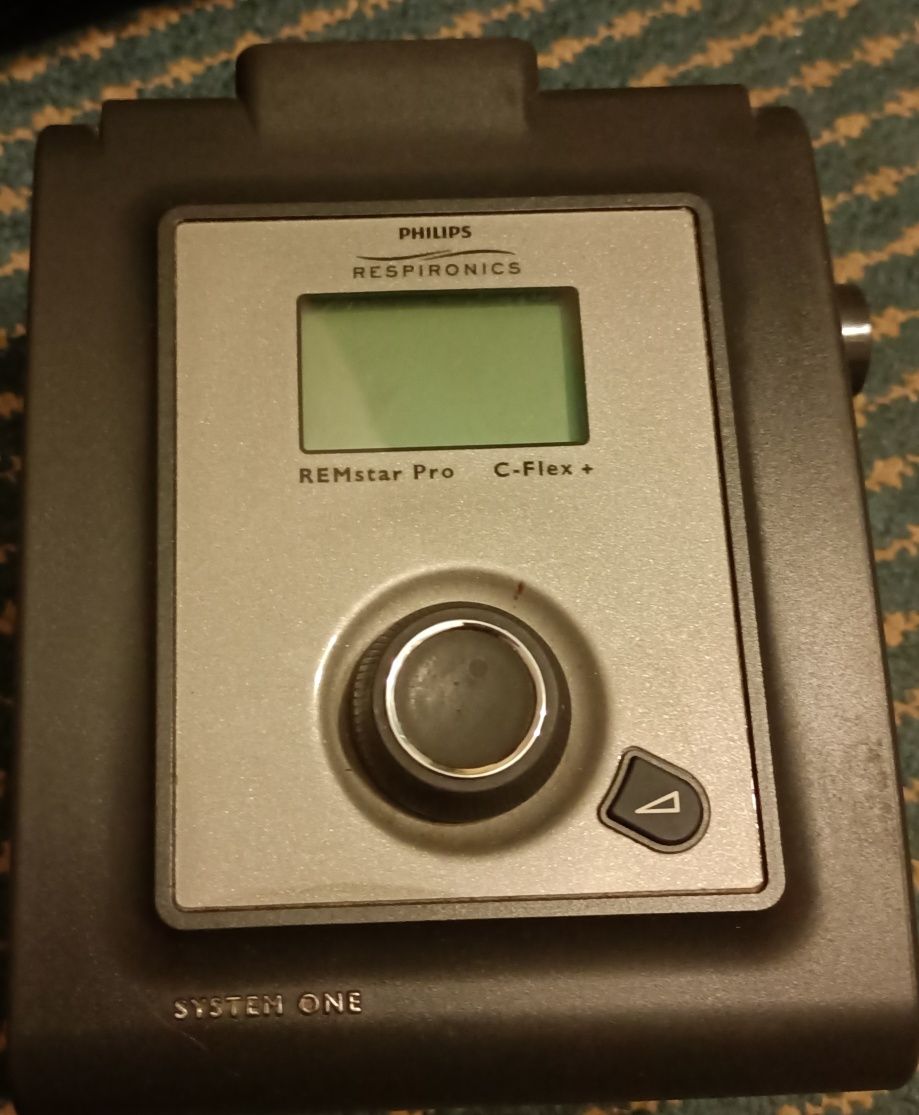 PHILIPS
RESPIRONICS
REMstar Pro C-Flex +
SYSTEM ONE